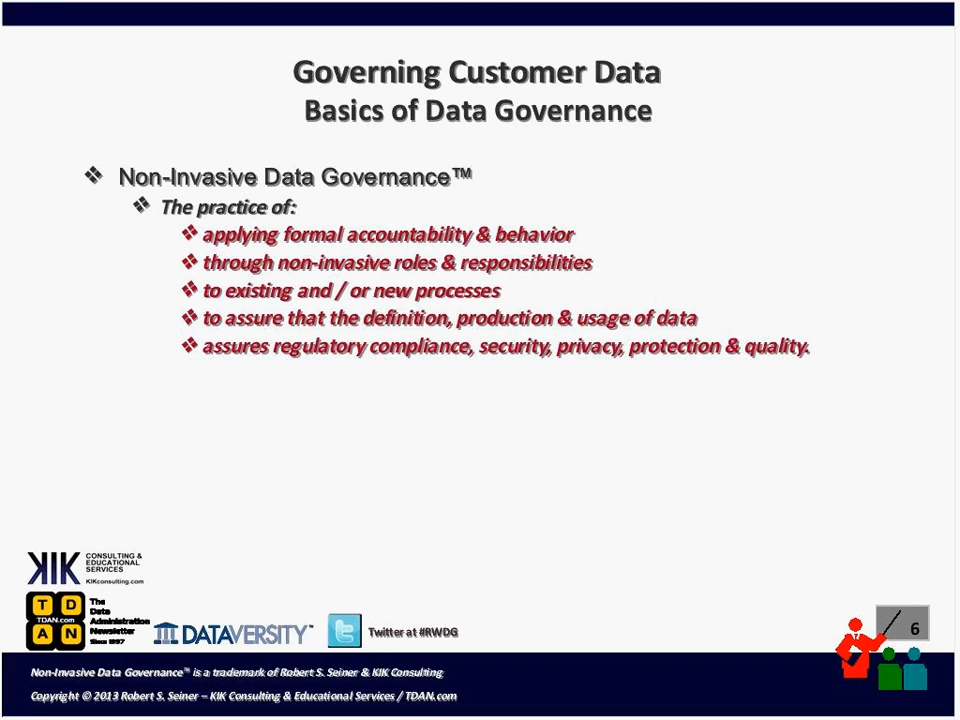 Governing Customer Data
Basics of Data Governance
Non-Invasive Data Governance™
The practice of:
applying formal accountability & behavior
through non-invasive roles & responsibilities
to existing and / or new processes
to assure that the definition, production & usage of data
assures regulatory compliance, security, privacy, protection & quality.
KIK
CONSULTING &
EDUCATIONAL
SERVICES
KIKconsulting.com
T D
TDAN.com
A N
The
Data
Administration
Newsletter
Since 1997
DATAVERSITY™
t
Twitter at #RWDG
6
Non-Invasive Data Governance™ is a trademark of Robert S. Seiner & KIK Consulting
Copyright © 2013 Robert S. Seiner – KIK Consulting & Educational Services / TDAN.com